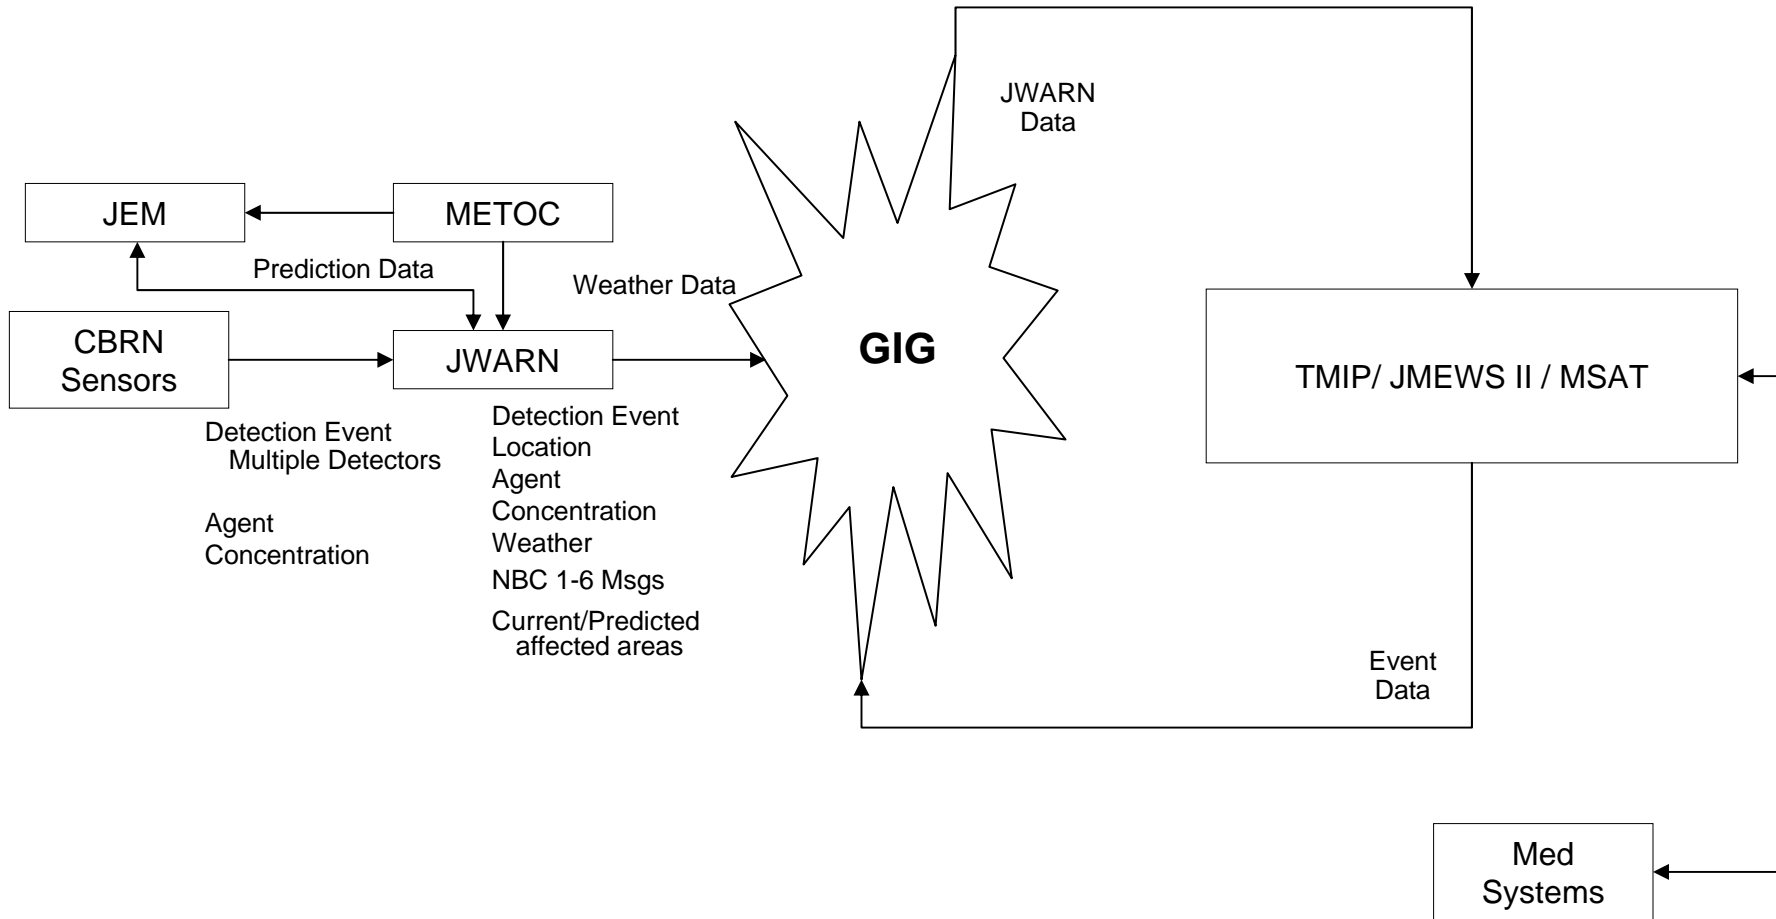 JWARN
Data
JEM
METOC
Prediction Data
Weather Data
CBRN
Sensors
JWARN
GIG
TMIP/ JMEWS II / MSAT
Detection Event
Multiple Detectors
Agent
Concentration
Detection Event
Location
Agent
Concentration
Weather
NBC 1-6 Msgs
Current/Predicted
affected areas
Event
Data
Med
Systems